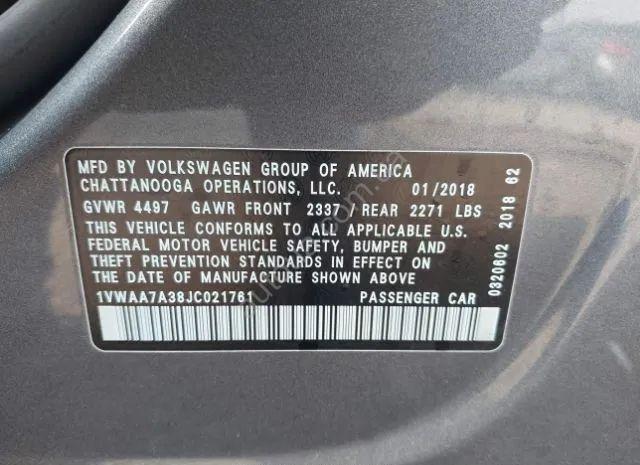 MFD BY VOLKSWAGEN GROUP OF AMERICA
CHATTANOOGA OPERATIONS, LLC. 01/2018
GVWR 4497 GAWR FRONT 2337/REAR 2271 LBS
THIS VEHICLE CONFORMS TO ALL APPLICABLE U.S.
FEDERAL MOTOR VEHICLE SAFETY, BUMPER AND
THEFT PREVENTION STANDARDS IN EFFECT ON
THE DATE OF MANUFACTURE SHOWN ABOVE
1VWAA7A38JC021761 PASSENGER CAR
0320602 2018 62